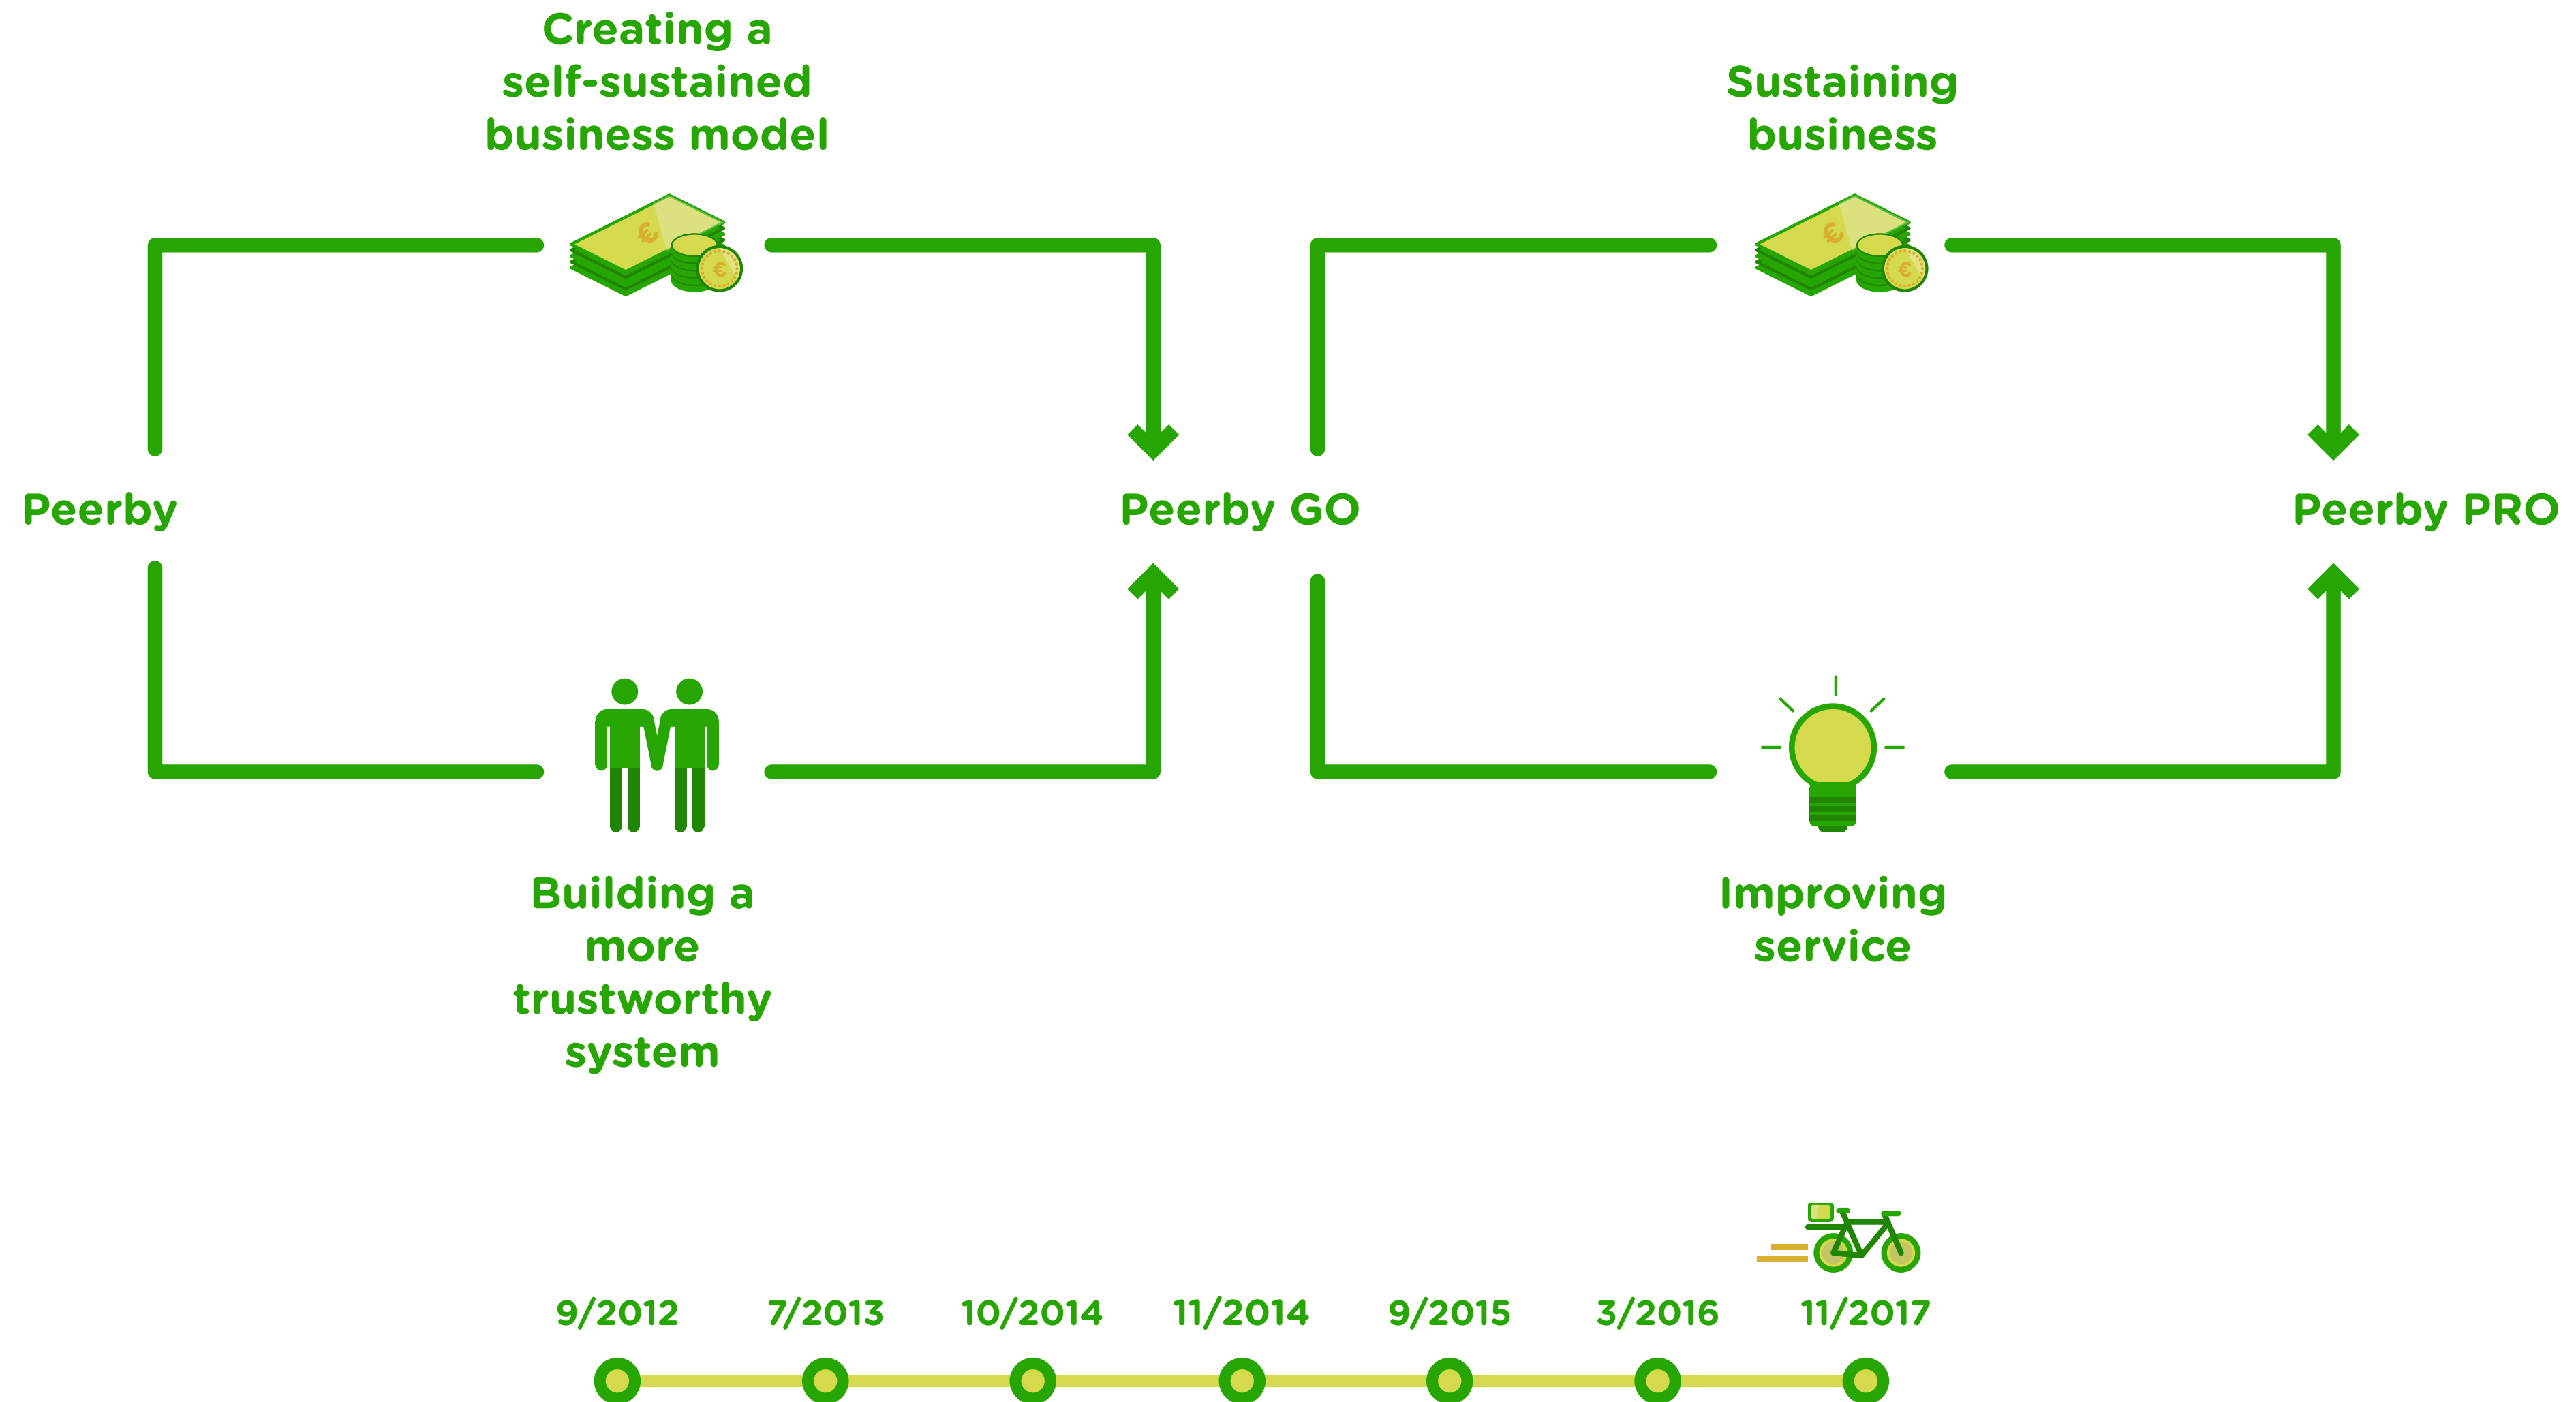 Creating a
self-sustained
business model
Sustaining
business
€
€
€
€
Peerby
Peerby GO
Peerby PRO
Building a
more
trustworthy
system
Improving
service
9/2012
7/2013
10/2014
11/2014
9/2015
3/2016
11/2017